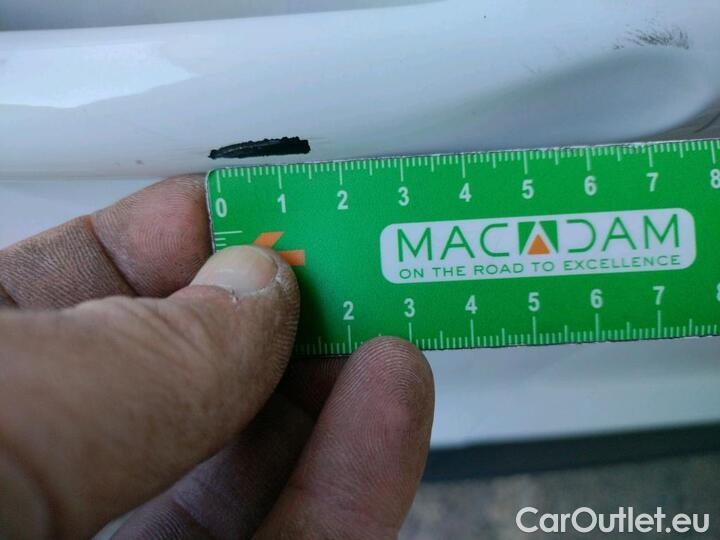 0 1 2 3 4 5 6 7 8
MACADAM
ON THE ROAD TO EXCELLENCE
2 3 4 5 6 7 8
CarOutlet.eu